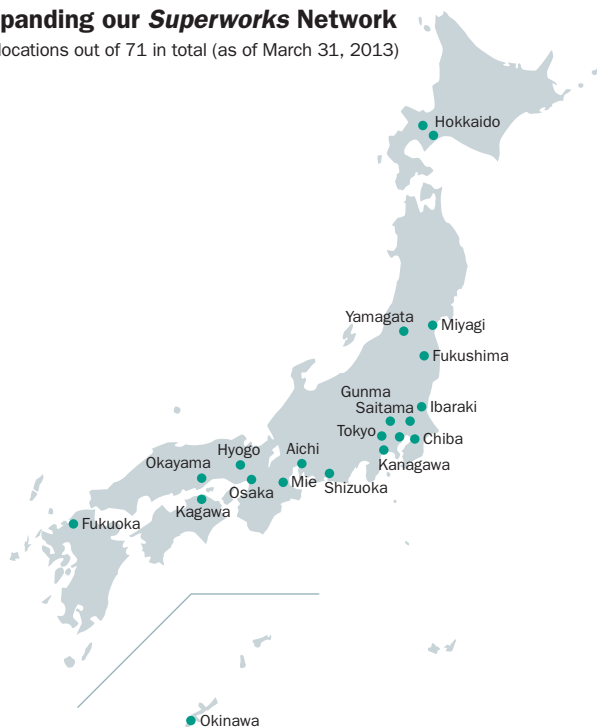 panding our Superworks Network
locations out of 71 in total (as of March 31, 2013)
Hokkaido
Yamagata
Miyagi
Fukushima
Gunma
Saitama
Ibaraki
Tokyo
Chiba
Kanagawa
Hyogo
Aichi
Okayama
Osaka
Mie
Shizuoka
Kagawa
Fukuoka
Okinawa